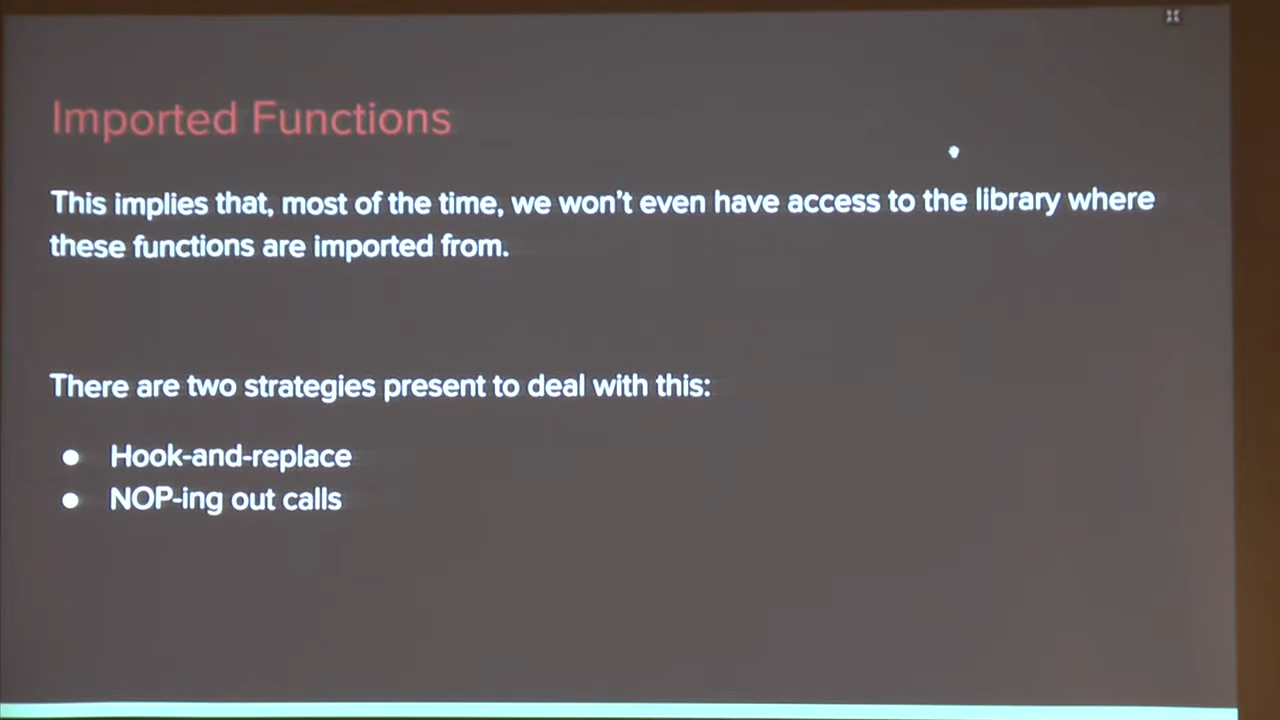 Imported Functions
This implies that, most of the time, we won't even have access to the library where
these functions are imported from.
There are two strategies present to deal with this:
● Hook-and-replace
● NOP-ing out calls